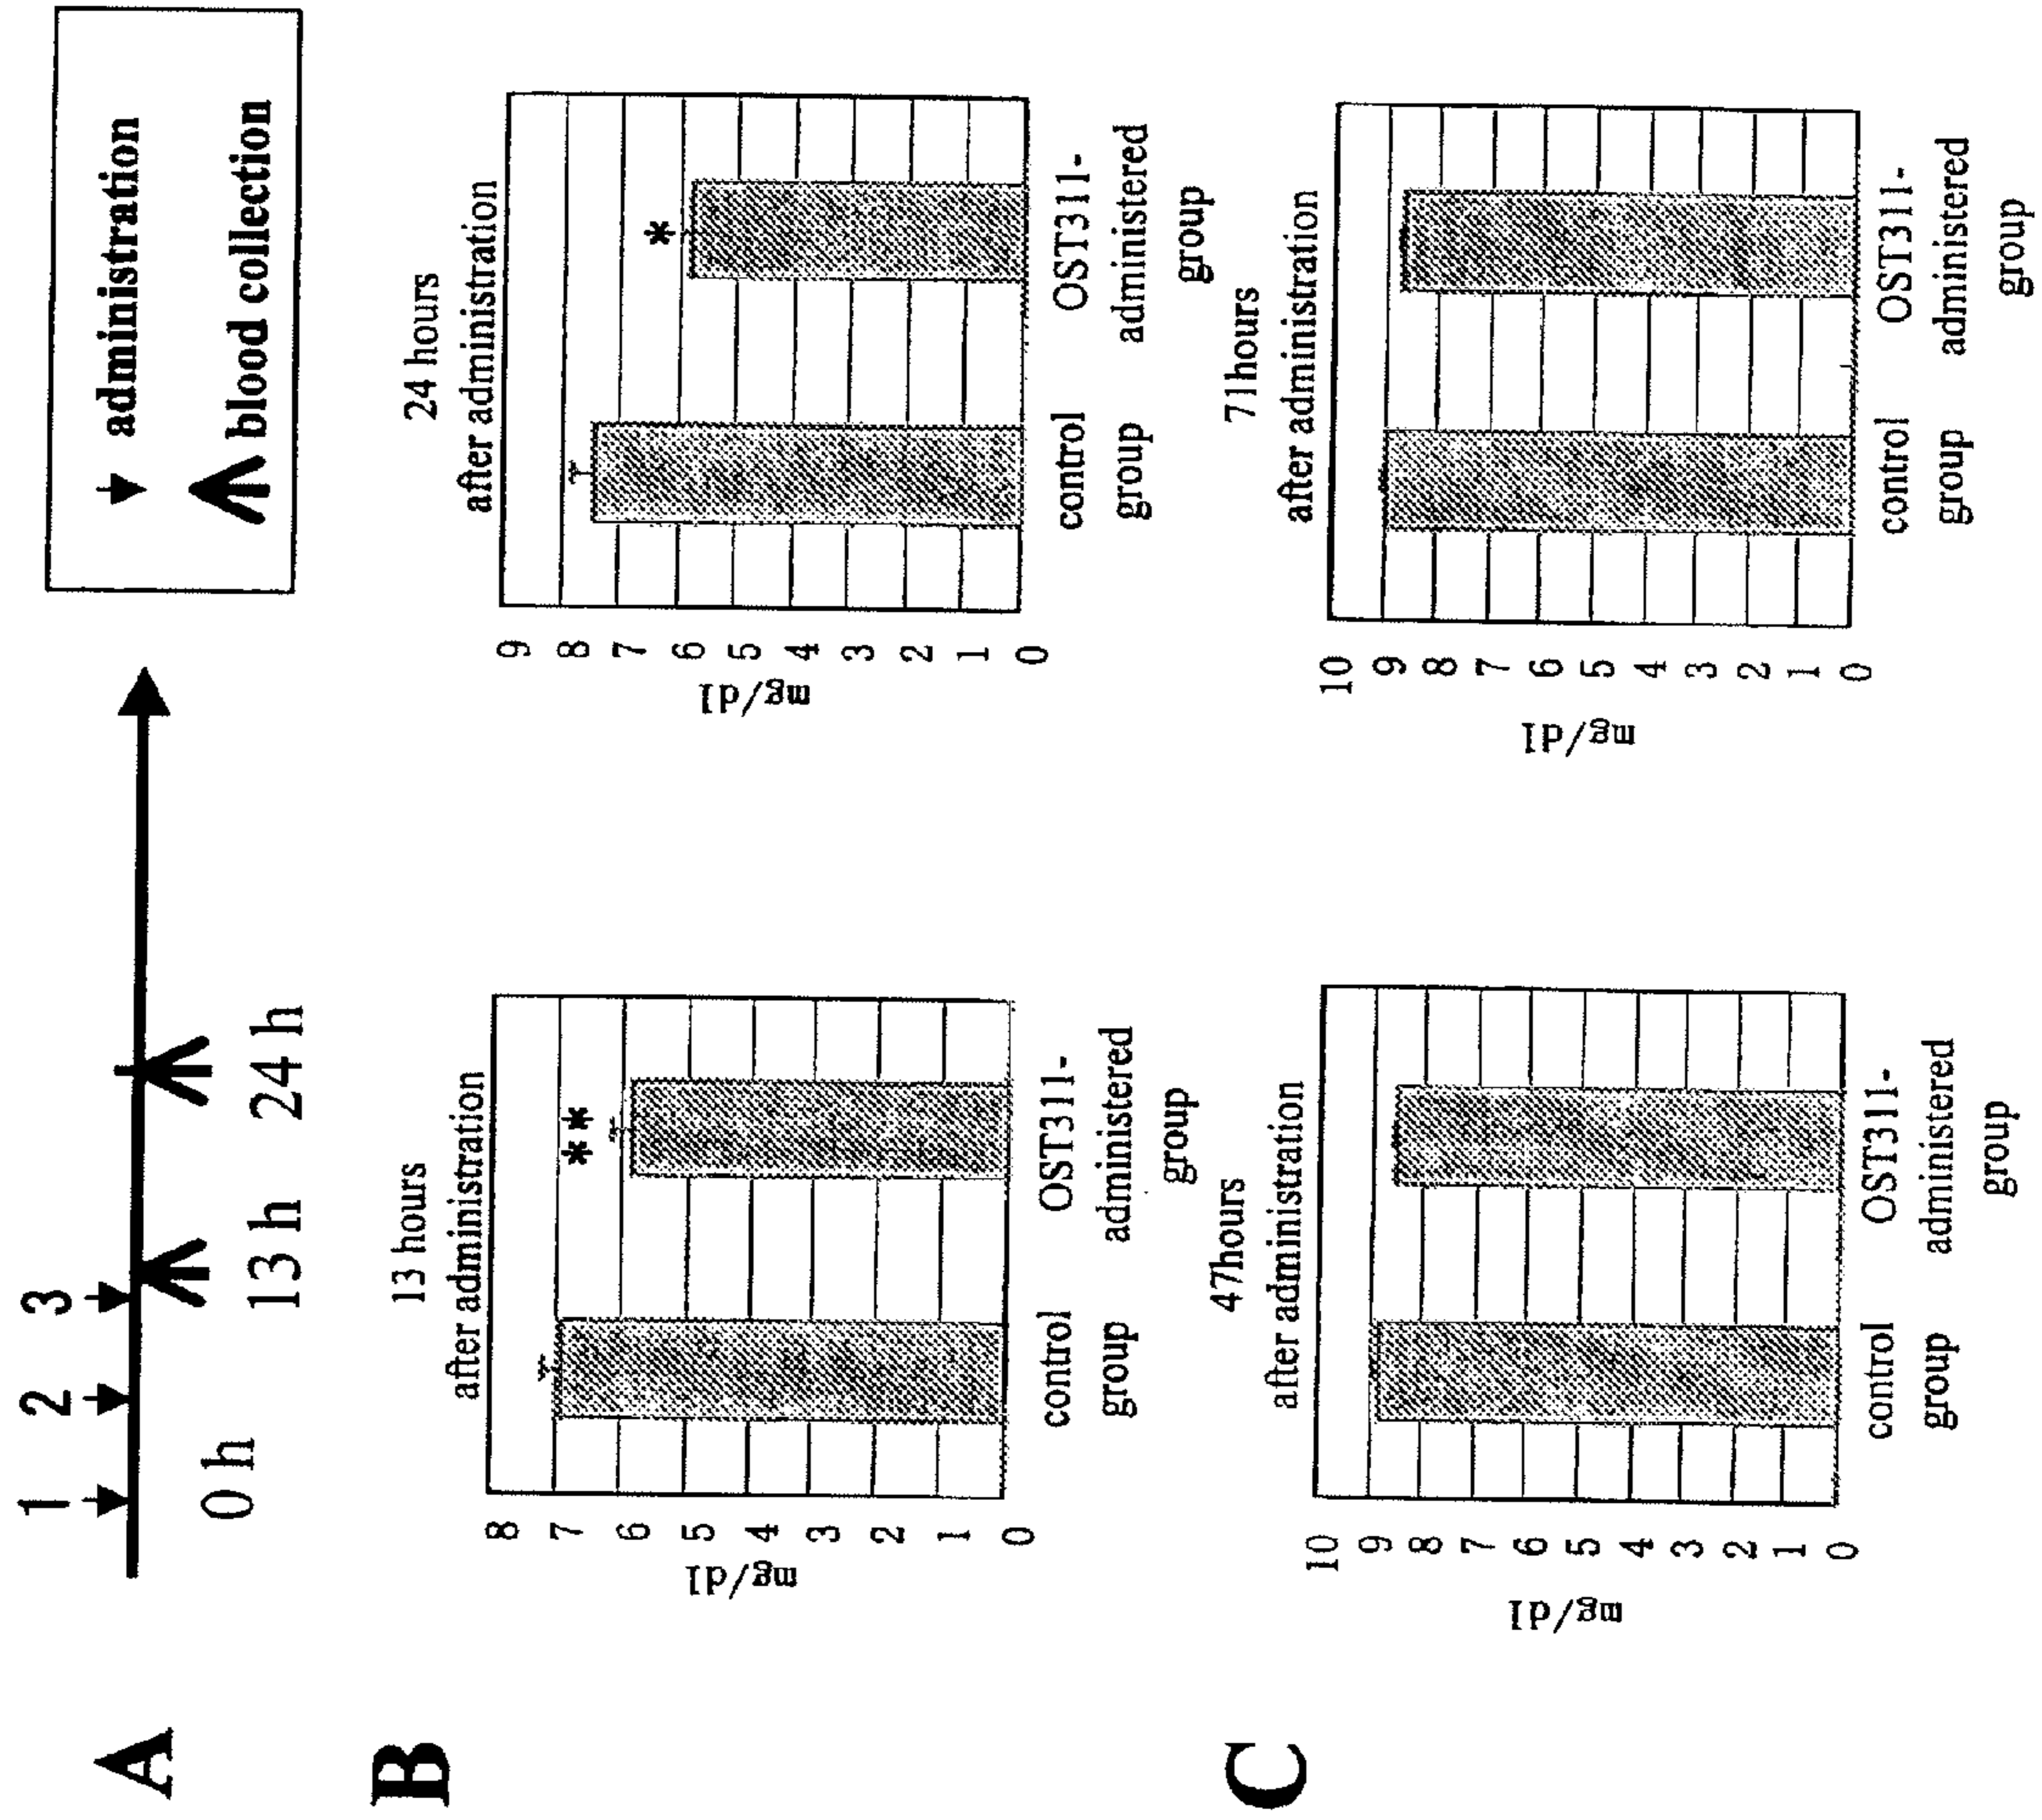 A
1 2 3
0 h 13 h 24 h
administration
blood collection
B
13 hours
after administration
mg/dl
8
7
6
5
4
3
2
1
0
**
control
group
OST311-
administered
group
24 hours
after administration
mg/dl
9
8
7
6
5
4
3
2
1
0
*
control
group
OST311-
administered
group
C
47hours
after administration
mg/dl
10
9
8
7
6
5
4
3
2
1
0
control
group
OST311-
administered
group
71hours
after administration
mg/dl
10
9
8
7
6
5
4
3
2
1
0
control
group
OST311-
administered
group